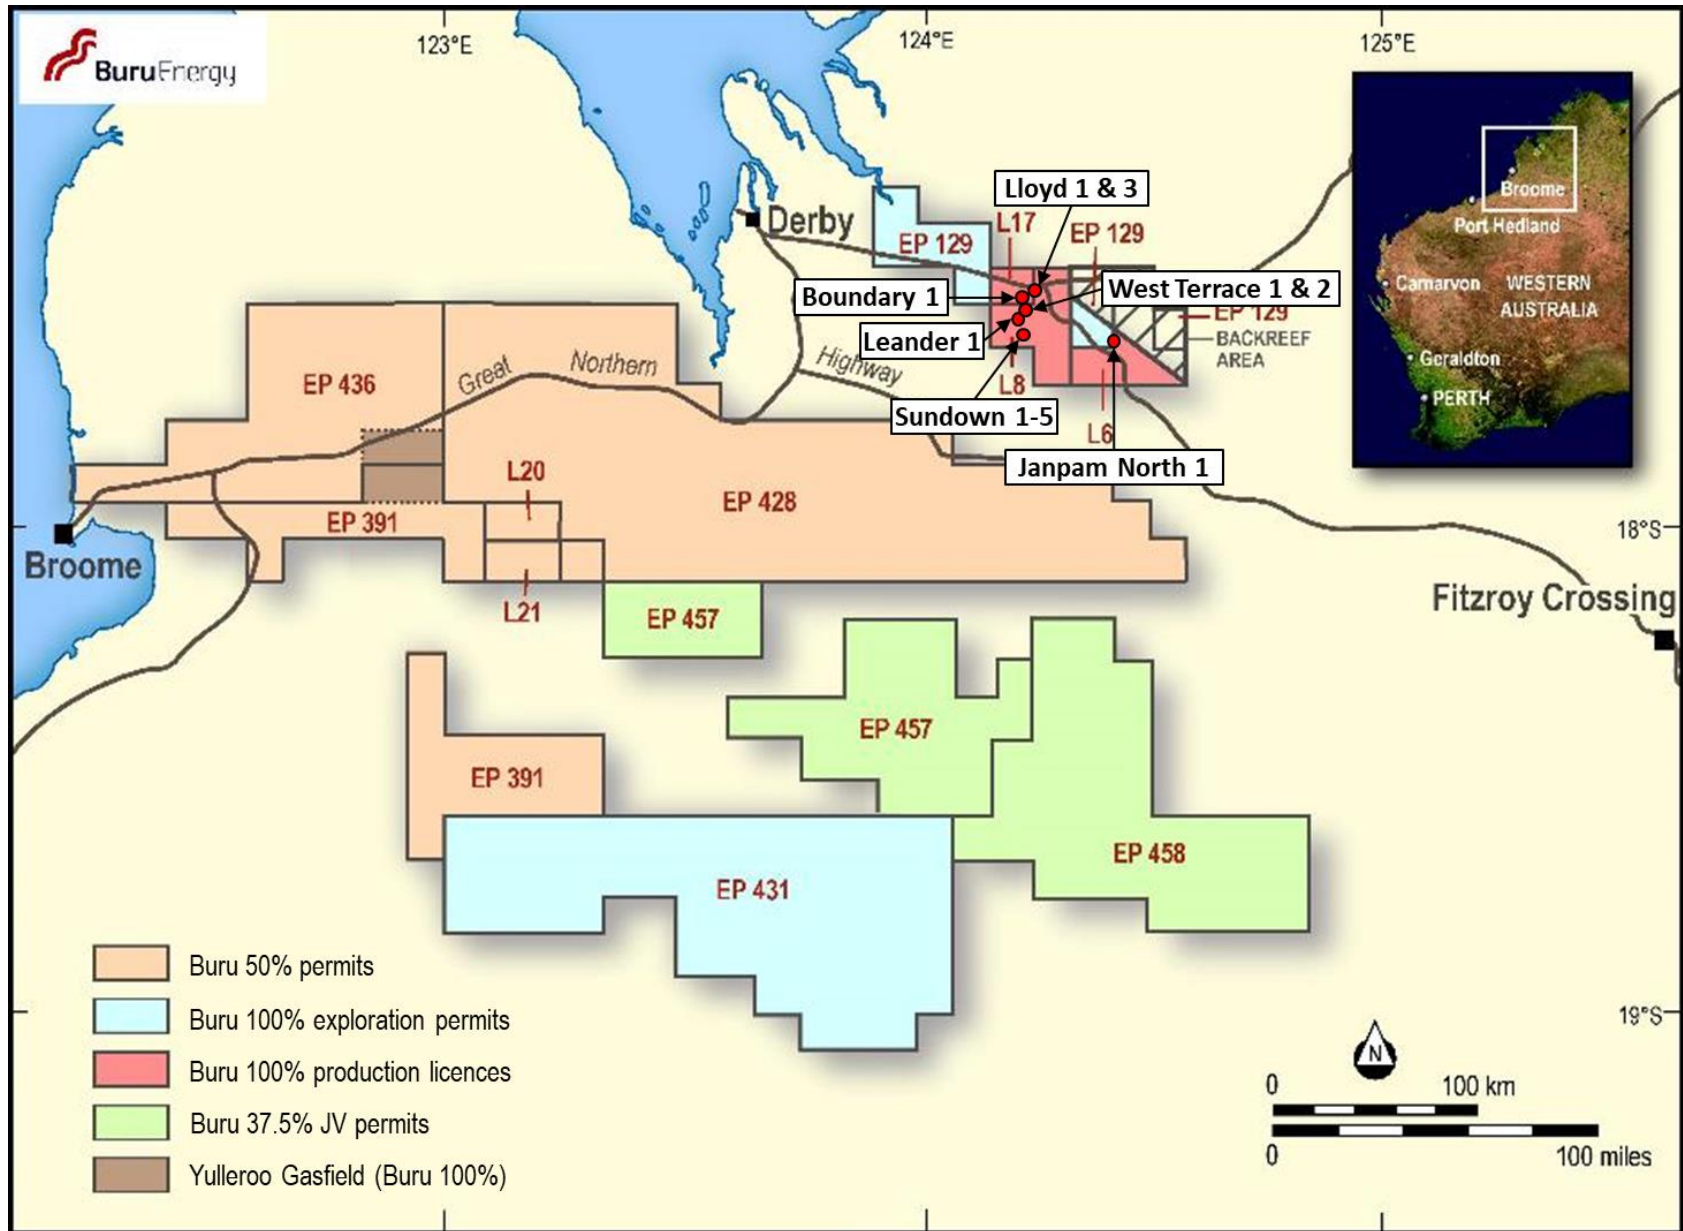 BuruEnergy
123°E
124°E
125°E
Lloyd 1 & 3
Derby
EP 129
L17
EP 129
Boundary 1
West Terrace 1 & 2
EP 129
BACKREEF
AREA
Leander 1
L8
Sundown 1-5
L6
Janpam North 1
Great Northern Highway
EP 436
L20
EP 428
EP 391
18°S
Broome
L21
EP 457
Fitzroy Crossing
EP 457
EP 391
EP 458
EP 431
19°S
Broome
Port Hedland
Carnarvon
WESTERN
AUSTRALIA
Geraldton
PERTH
Buru 50% permits
Buru 100% exploration permits
Buru 100% production licences
Buru 37.5% JV permits
Yulleroo Gasfield (Buru 100%)
N
0 100 km
0 100 miles